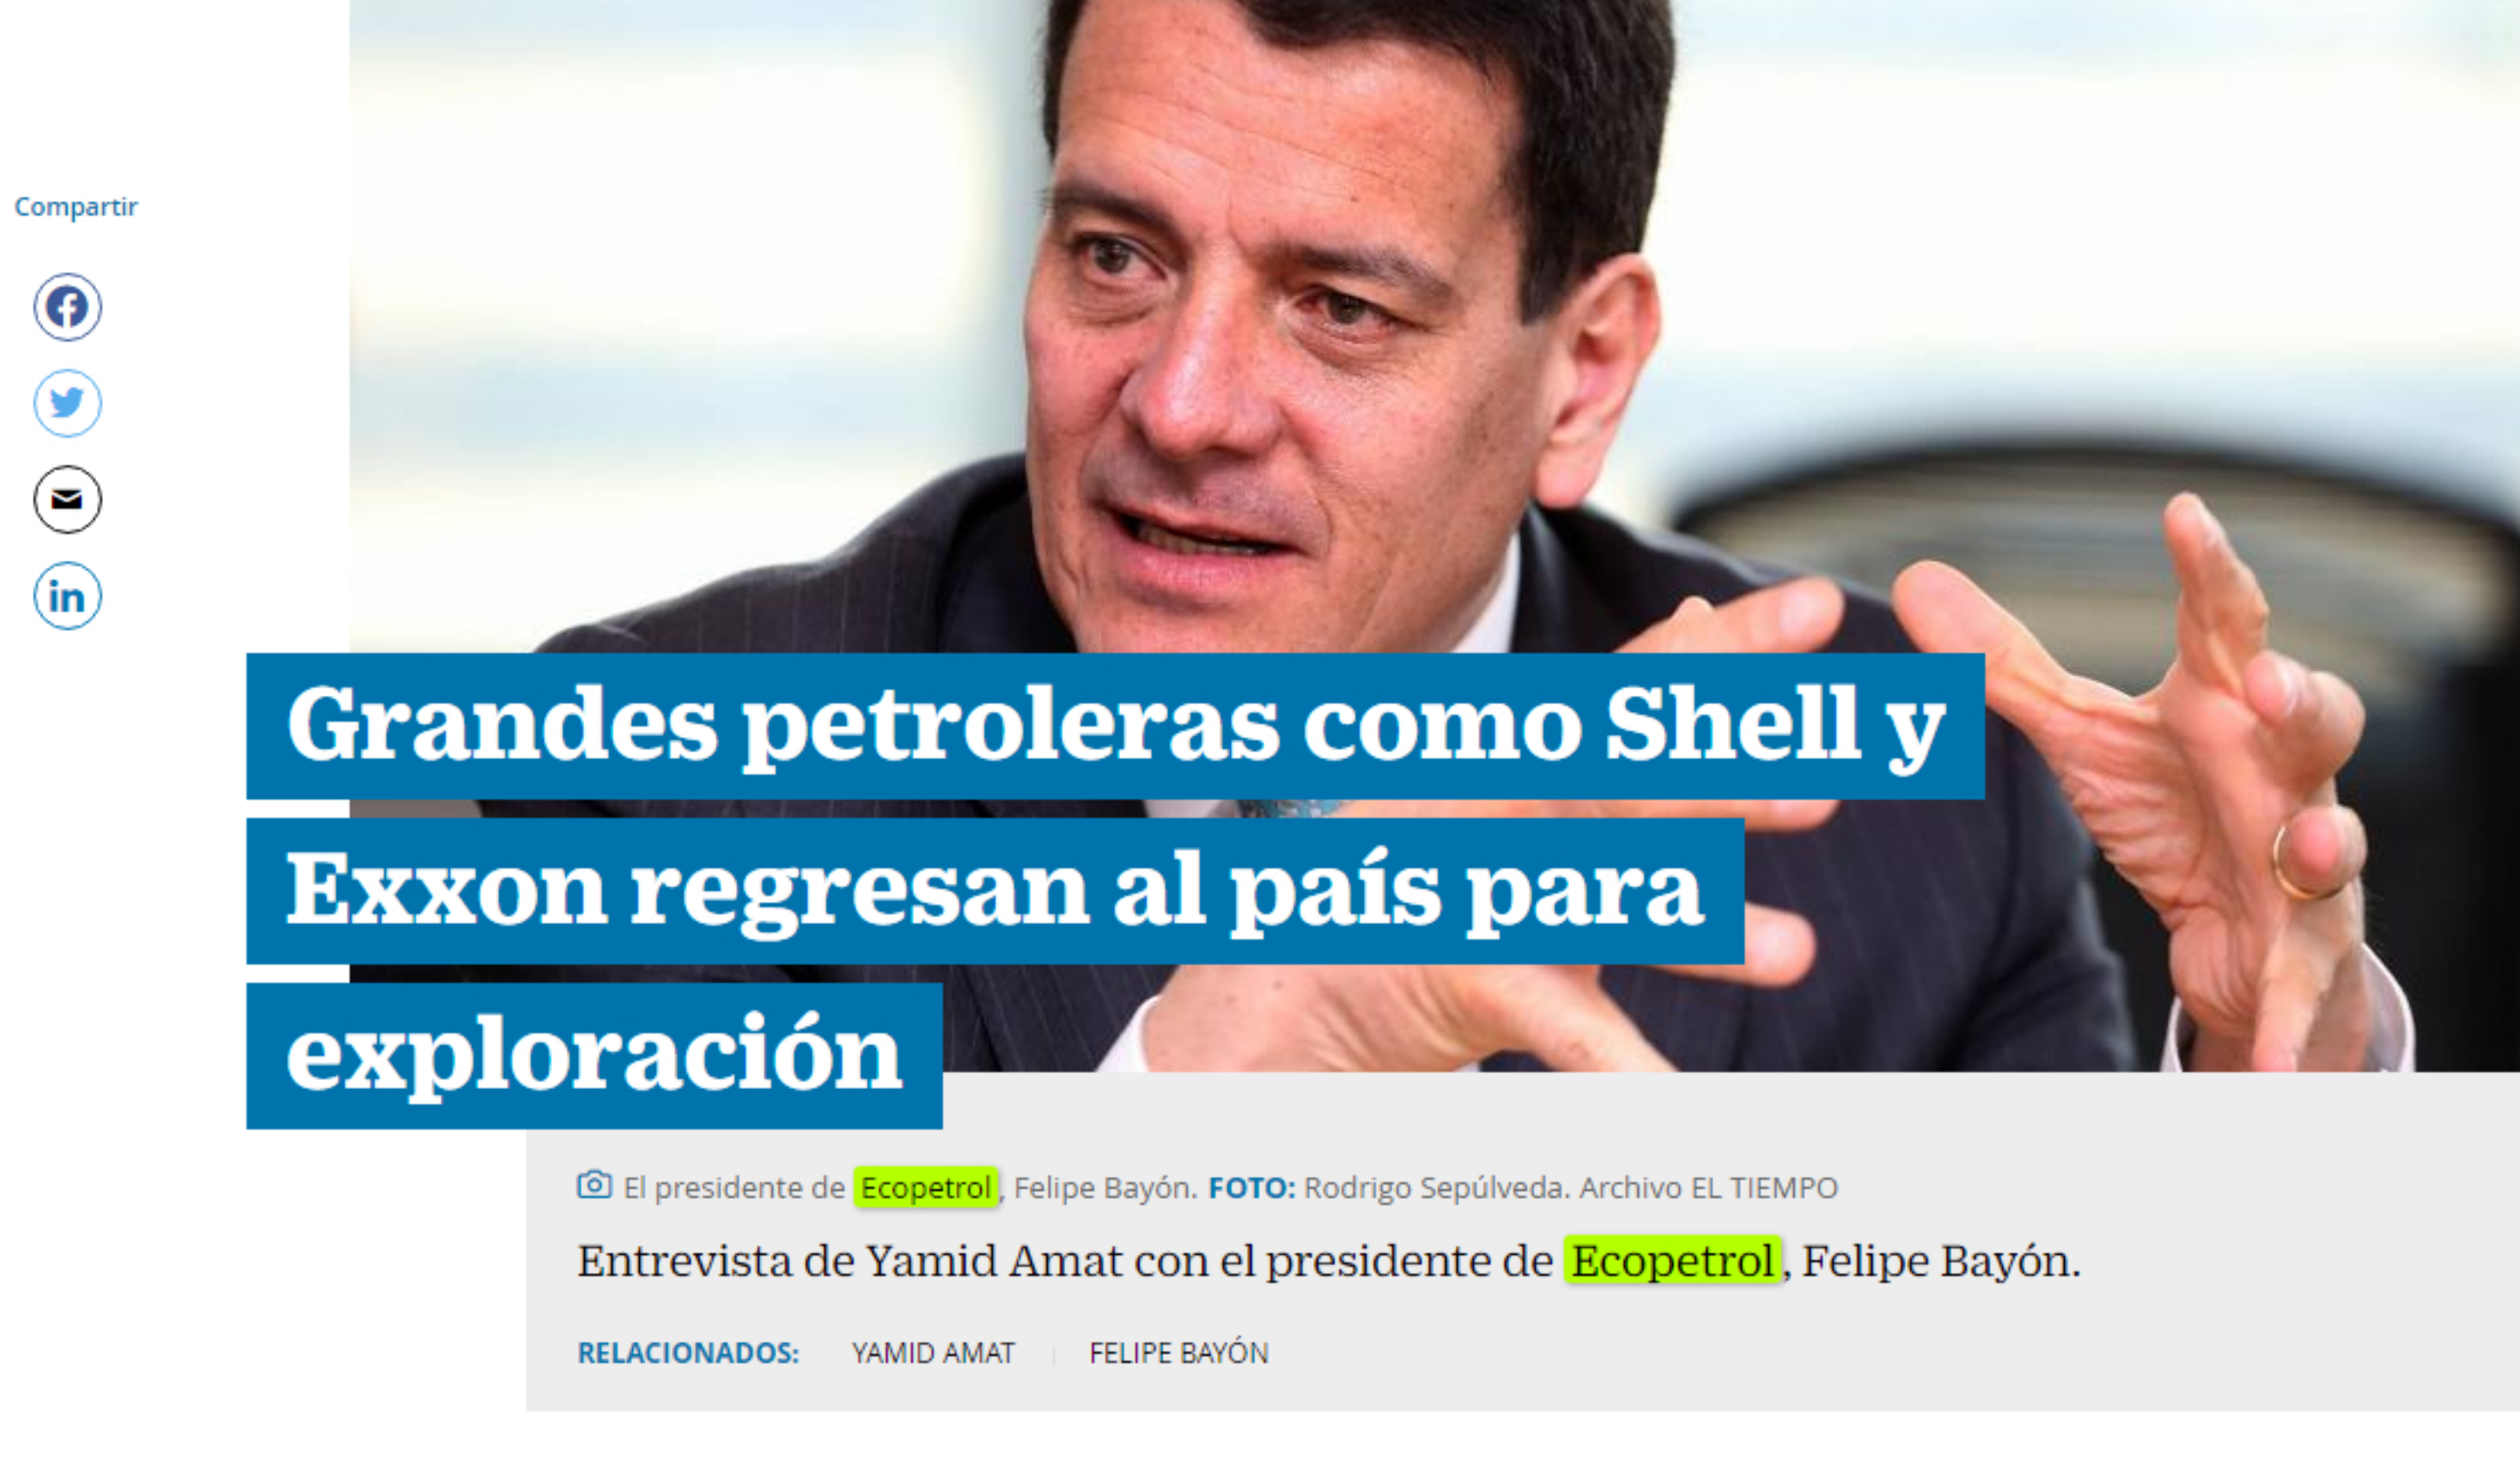 Compartir
Grandes petroleras como Shell y
Exxon regresan al país para
exploración
El presidente de Ecopetrol, Felipe Bayón. FOTO: Rodrigo Sepúlveda. Archivo EL TIEMPO
Entrevista de Yamid Amat con el presidente de Ecopetrol, Felipe Bayón.
RELACIONADOS: YAMID AMAT | FELIPE BAYÓN